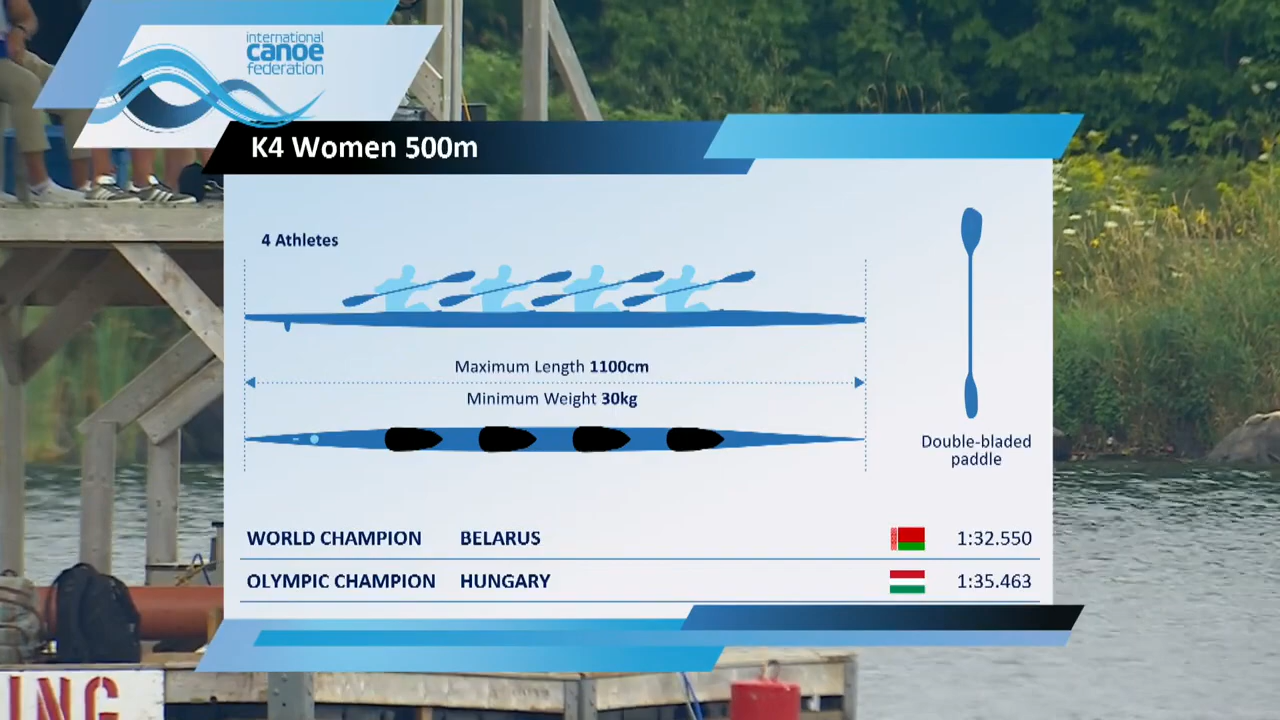 international
canoe
federation
K4 Women 500m
4 Athletes
Maximum Length 1100cm
Minimum Weight 30kg
Double-bladed
paddle
WORLD CHAMPION BELARUS 1:32.550
OLYMPIC CHAMPION HUNGARY 1:35.463
ING